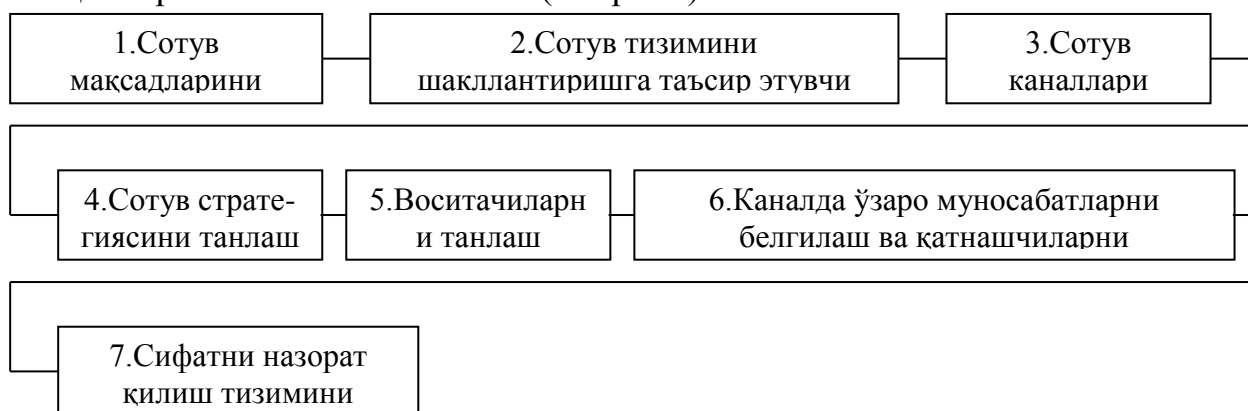 1.Сотув
мақсадларини
2.Сотув тизимини
шакллантиришга таъсир этувчи
3.Сотув
каналлари
4.Сотув страте-
гиясини танлаш
5.Воситачиларн
и танлаш
6.Каналда ўзаро муносабатларни
белгилаш ва қатнашчиларни
7.Сифатни назорат
қилиш тизимини